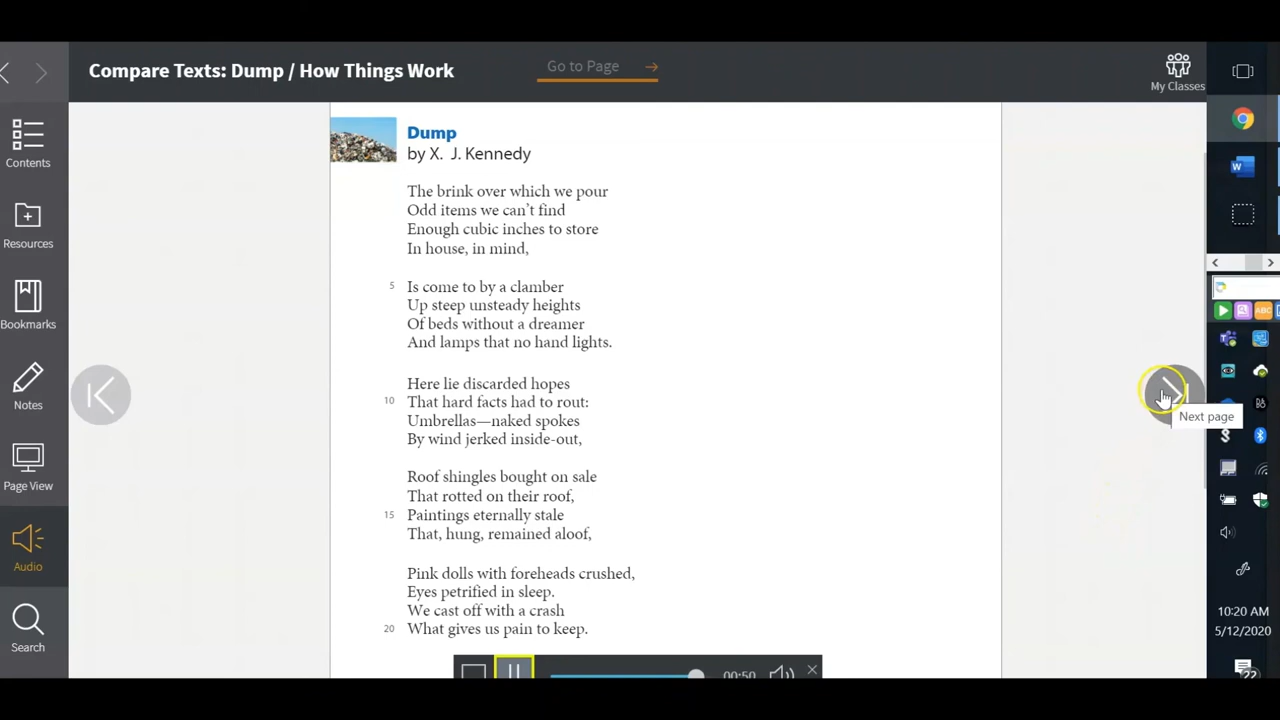 Compare Texts: Dump / How Things Work
Go to Page
My Classes
Contents
Resources
Bookmarks
Notes
Page View
Audio
Search
Dump
by X. J. Kennedy
The brink over which we pour
Odd items we can't find
Enough cubic inches to store
In house, in mind,
5 Is come to by a clamber
Up steep unsteady heights
Of beds without a dreamer
And lamps that no hand lights.
Here lie discarded hopes
10 That hard facts had to rout:
Umbrellas—naked spokes
By wind jerked inside-out,
Roof shingles bought on sale
That rotted on their roof,
15 Paintings eternally stale
That, hung, remained aloof,
Pink dolls with foreheads crushed,
Eyes petrified in sleep.
We cast off with a crash
20 What gives us pain to keep.
00:50
Next page
W
ABC
10:20 AM
5/12/2020
22